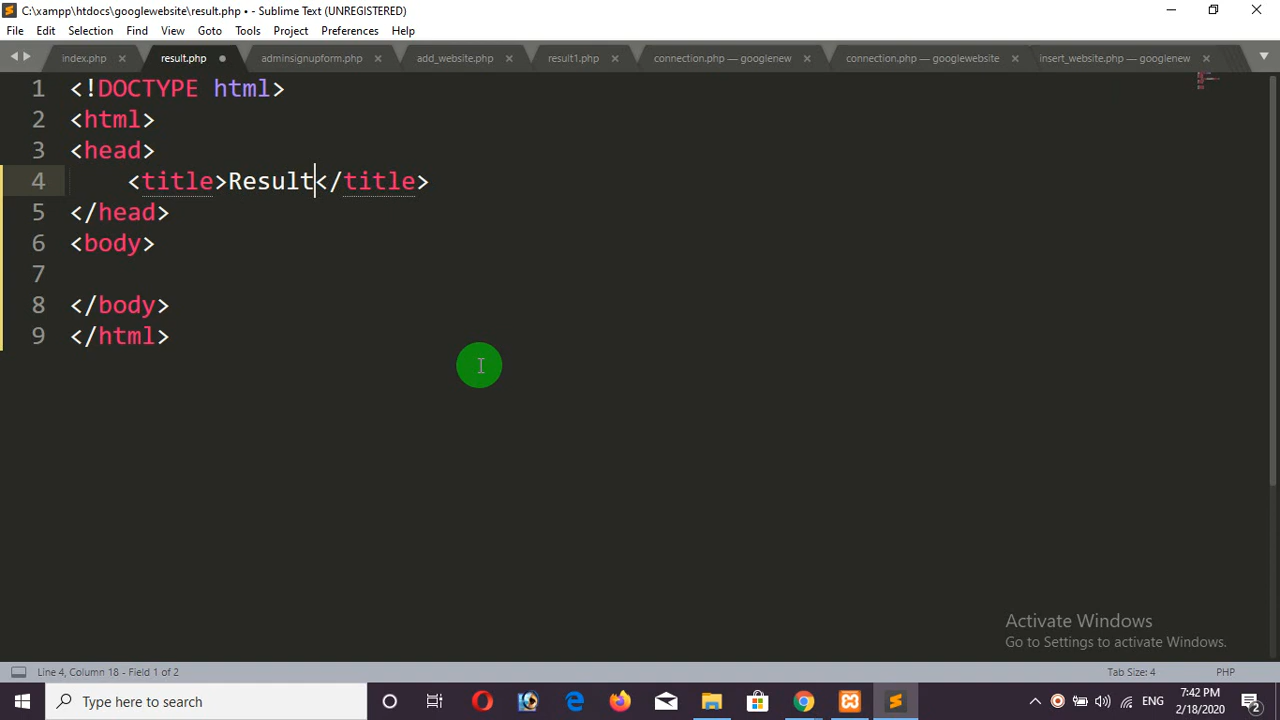 C:\xampp\htdocs\googlewebsite\result.php • - Sublime Text (UNREGISTERED)
File Edit Selection Find View Goto Tools Project Preferences Help
index.php result.php adminsignupform.php add_website.php result1.php connection.php — googlenew connection.php — googlewebsite insert_website.php — googlenew
1 <!DOCTYPE html>
2 <html>
3 <head>
4 <title>Result</title>
5 </head>
6 <body>
7
8 </body>
9 </html>
Activate Windows
Go to Settings to activate Windows.
Line 4, Column 18 - Field 1 of 2 Tab Size: 4 PHP
Type here to search ENG 7:42 PM
2/18/2020 2